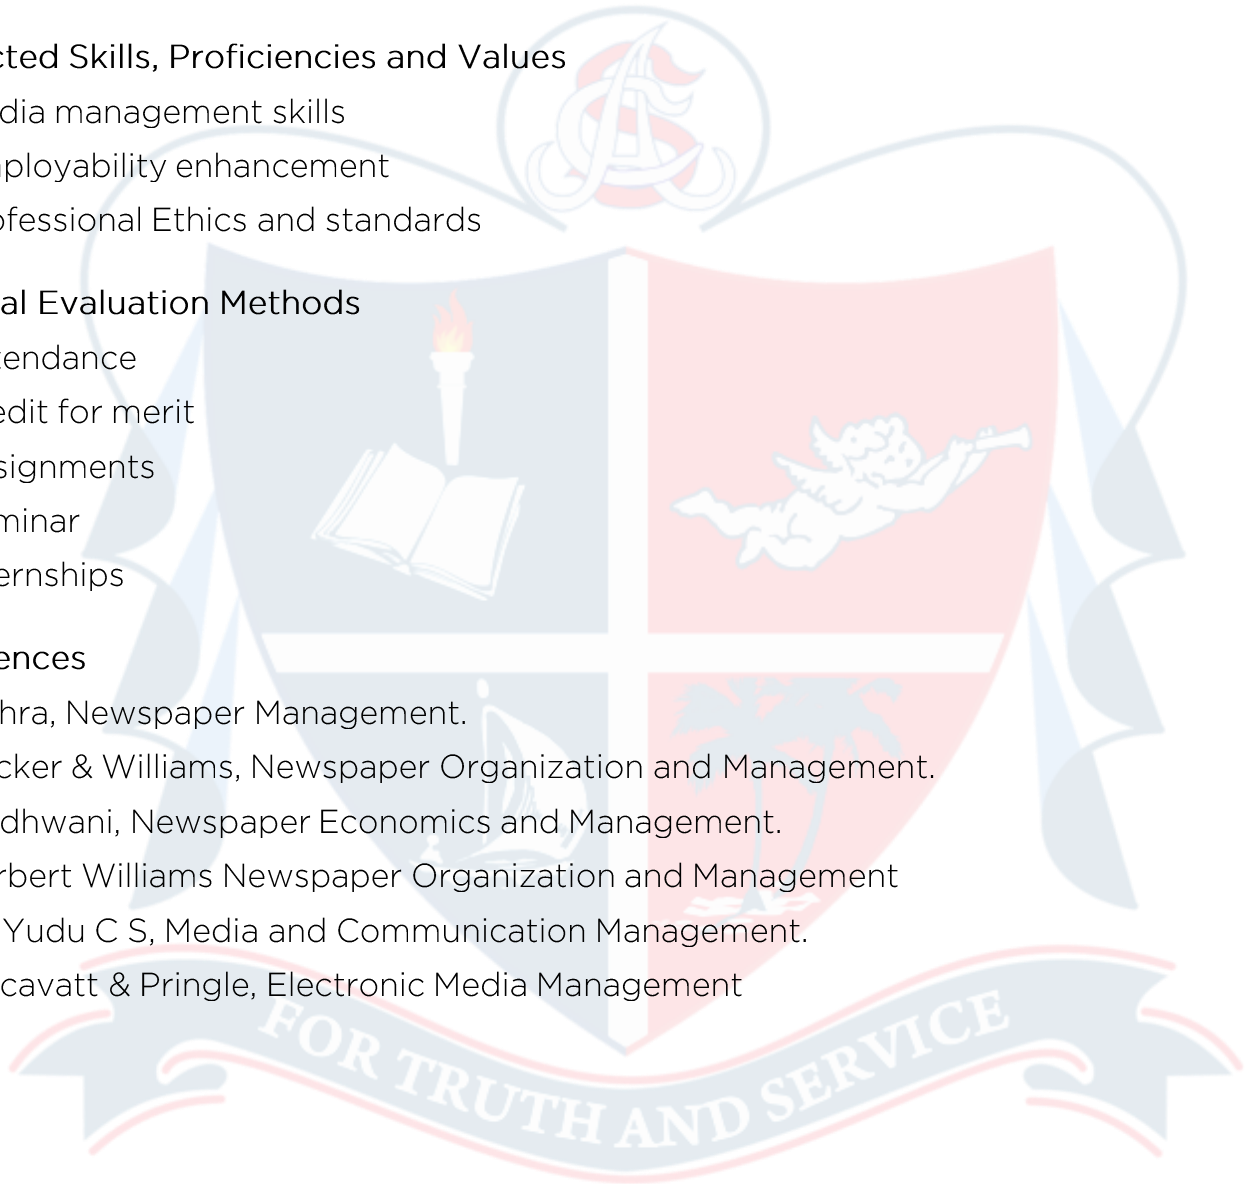 cted Skills, Proficiencies and Values
dia management skills
ployability enhancement
ofessional Ethics and standards
al Evaluation Methods
tendance
edit for merit
signments
minar
ernships
ences
hra, Newspaper Management.
cker & Williams, Newspaper Organization and Management.
dhwani, Newspaper Economics and Management.
rbert Williams Newspaper Organization and Management
Yudu C S, Media and Communication Management.
cavatt & Pringle, Electronic Media Management
FOR TRUTH AND SERVICE